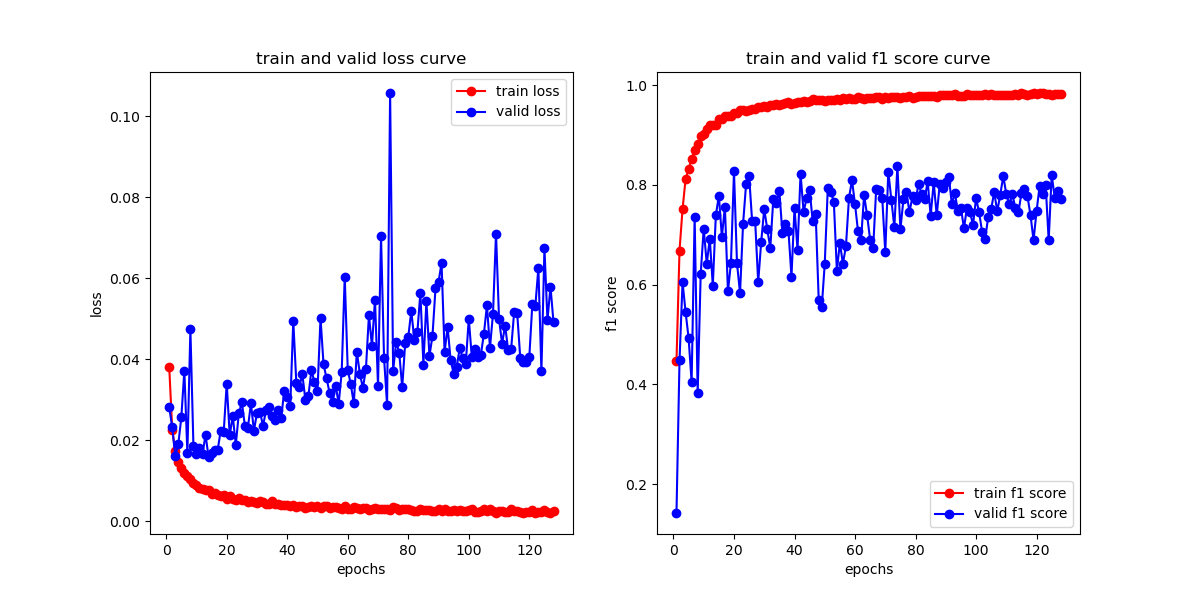 train and valid loss curve
train loss
valid loss
0.10
0.08
0.06
0.04
0.02
0.00
loss
0 20 40 60 80 100 120
epochs
train and valid f1 score curve
1.0
0.8
0.6
0.4
0.2
f1 score
train f1 score
valid f1 score
0 20 40 60 80 100 120
epochs